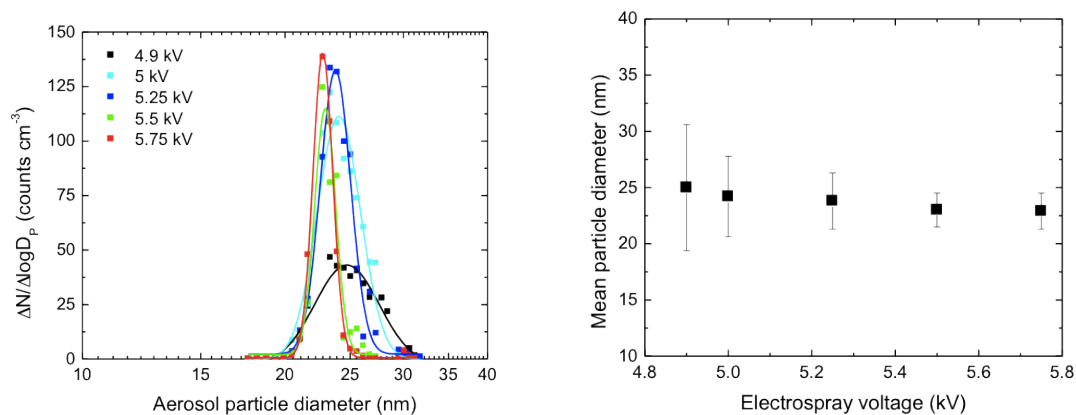 ΔN/ΔlogD_P (counts cm⁻³)
150
125
100
75
50
25
0
4.9 kV
5 kV
5.25 kV
5.5 kV
5.75 kV
10 15 20 25 30 35 40
Aerosol particle diameter (nm)
Mean particle diameter (nm)
40
35
30
25
20
15
10
4.8 5.0 5.2 5.4 5.6 5.8
Electrospray voltage (kV)